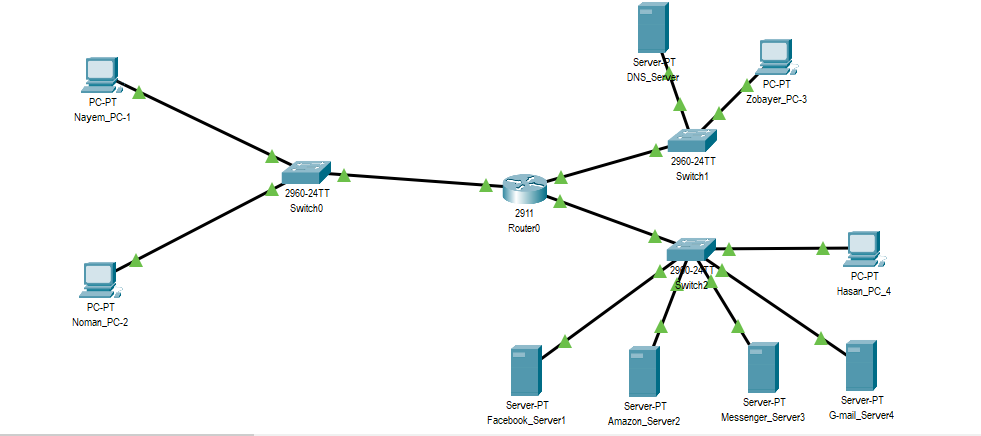 Server-PT
DNS_Server
PC-PT
Zobayer_PC-3
PC-PT
Nayem_PC-1
2960-24TT
Switch1
2960-24TT
Switch0
2911
Router0
2960-24TT
Switch2
PC-PT
Hasan_PC_4
PC-PT
Noman_PC-2
Server-PT
Facebook_Server1
Server-PT
Amazon_Server2
Server-PT
Messenger_Server3
Server-PT
G-mail_Server4